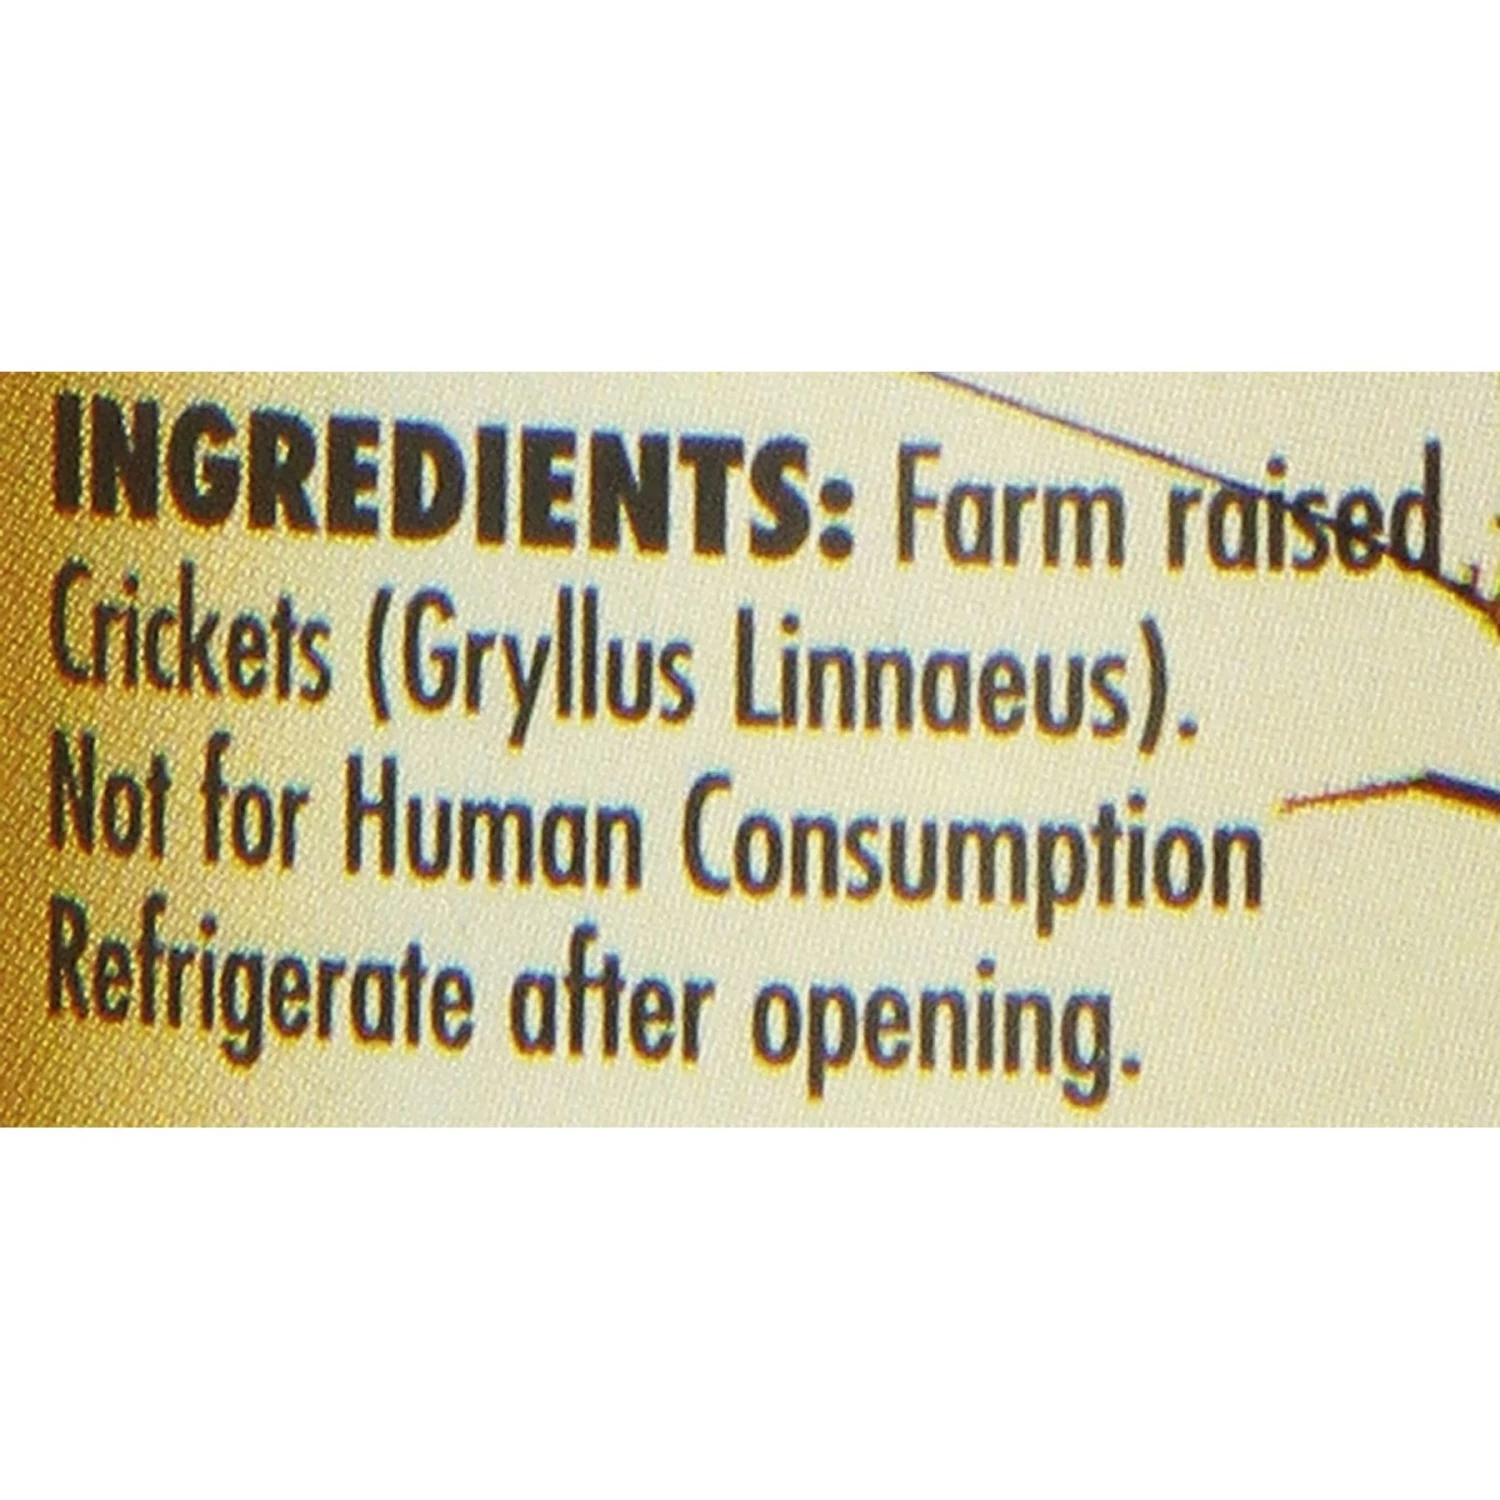 INGREDIENTS: Farm raised
Crickets (Gryllus Linnaeus).
Not for Human Consumption
Refrigerate after opening.